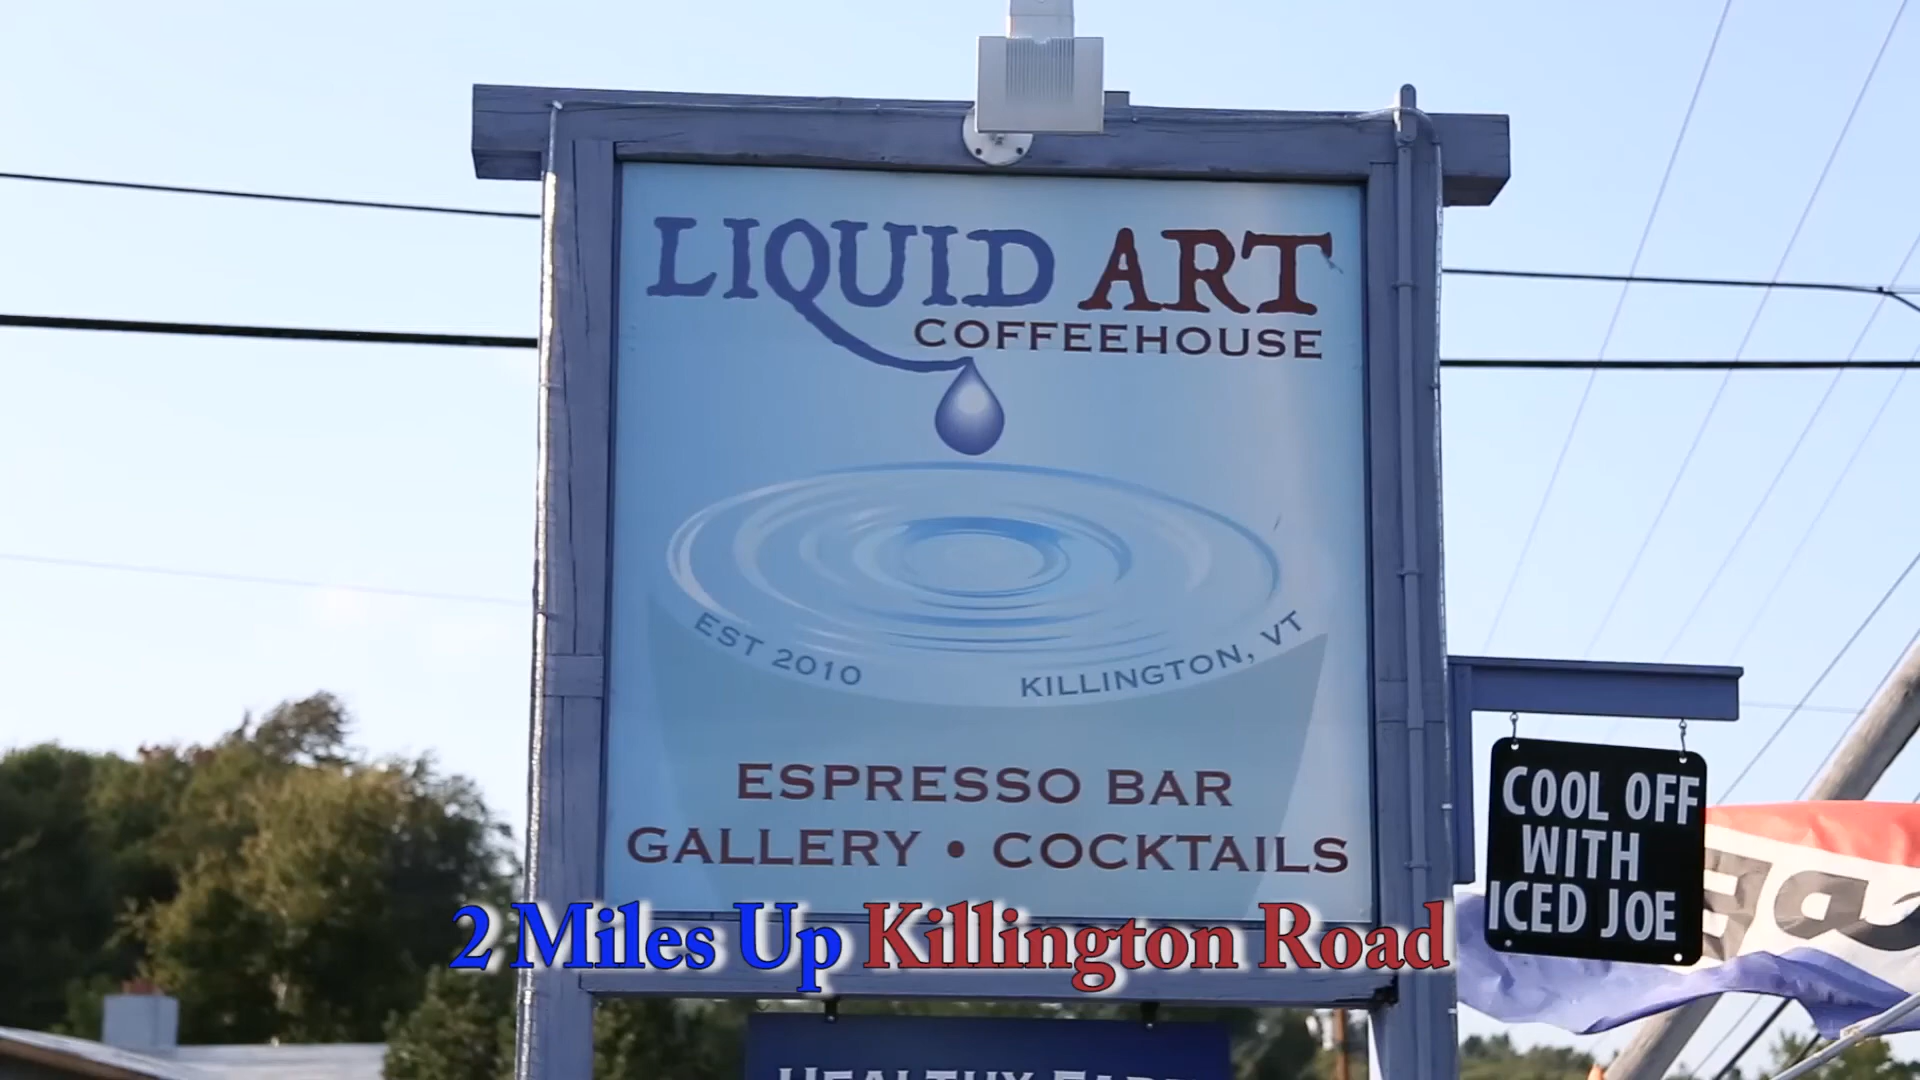 LIQUID ART
COFFEEHOUSE
EST 2010
KILLINGTON, VT
ESPRESSO BAR
GALLERY • COCKTAILS
COOL OFF
WITH
ICED JOE
2 Miles Up Killington Road
HEALTHY